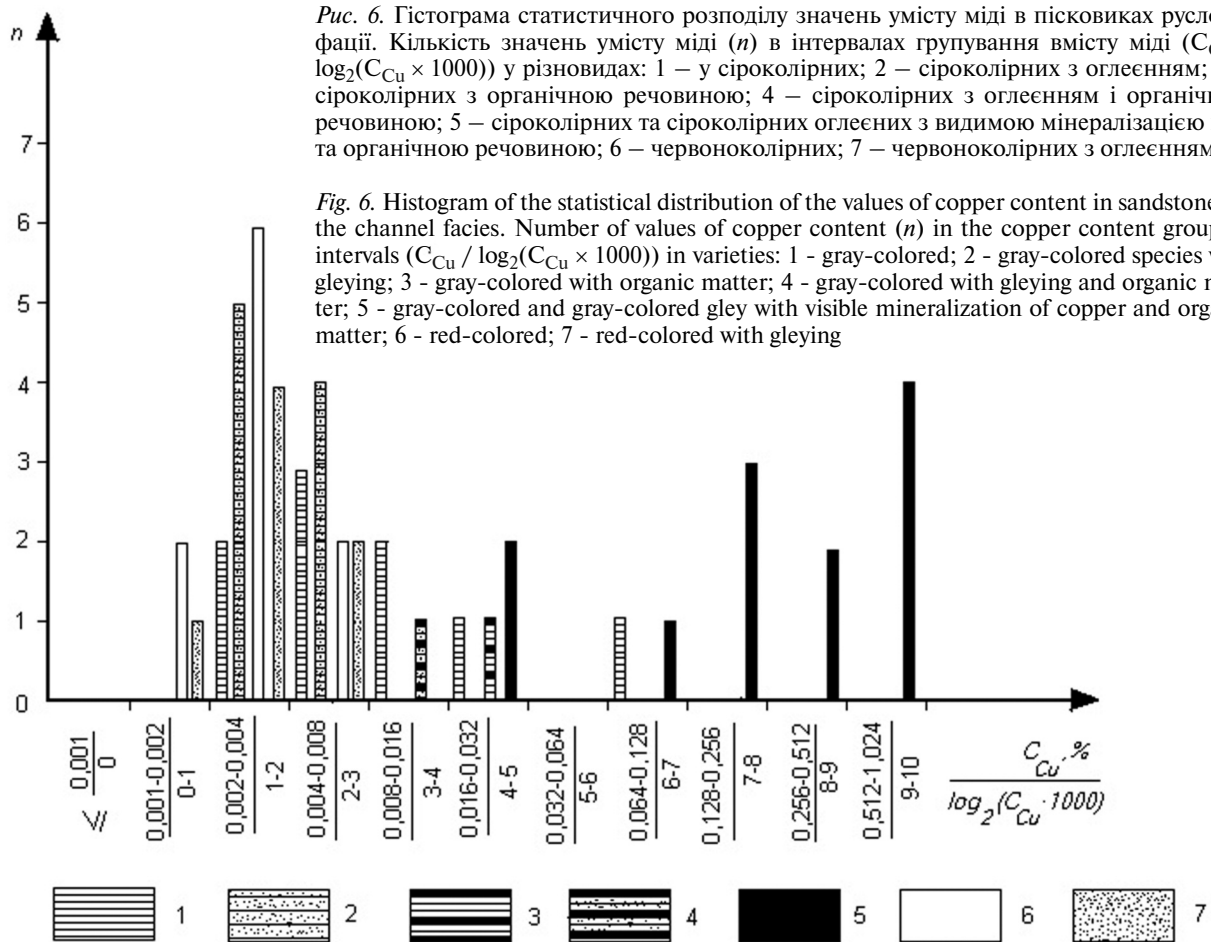 Рис. 6. Гістограма статистичного розподілу значень умісту міді в пісковиках русло
фації. Кількість значень умісту міді (n) в інтервалах групування вмісту міді (C
log₂(C_Cu × 1000)) у різновидах: 1 – у сіроколірних; 2 – сіроколірних з оглеєнням;
сіроколірних з органічною речовиною; 4 – сіроколірних з оглеєнням і органічн
речовиною; 5 – сіроколірних та сіроколірних оглеєних з видимою мінералізацією
та органічною речовиною; 6 – червоноколірних; 7 – червоноколірних з оглеєнням
Fig. 6. Histogram of the statistical distribution of the values of copper content in sandstone
the channel facies. Number of values of copper content (n) in the copper content group
intervals (C_Cu / log₂(C_Cu × 1000)) in varieties: 1 - gray-colored; 2 - gray-colored species
gleying; 3 - gray-colored with organic matter; 4 - gray-colored with gleying and organic m
ter; 5 - gray-colored and gray-colored gley with visible mineralization of copper and orga
matter; 6 - red-colored; 7 - red-colored with gleying
n
7
6
5
4
3
2
1
0
≤ 0,001
0
0,001-0,002
0-1
0,002-0,004
1-2
0,004-0,008
2-3
0,008-0,016
3-4
0,016-0,032
4-5
0,032-0,064
5-6
0,064-0,128
6-7
0,128-0,256
7-8
0,256-0,512
8-9
0,512-1,024
9-10
C_Cu, %
log₂(C_Cu·1000)
1 2 3 4 5 6 7